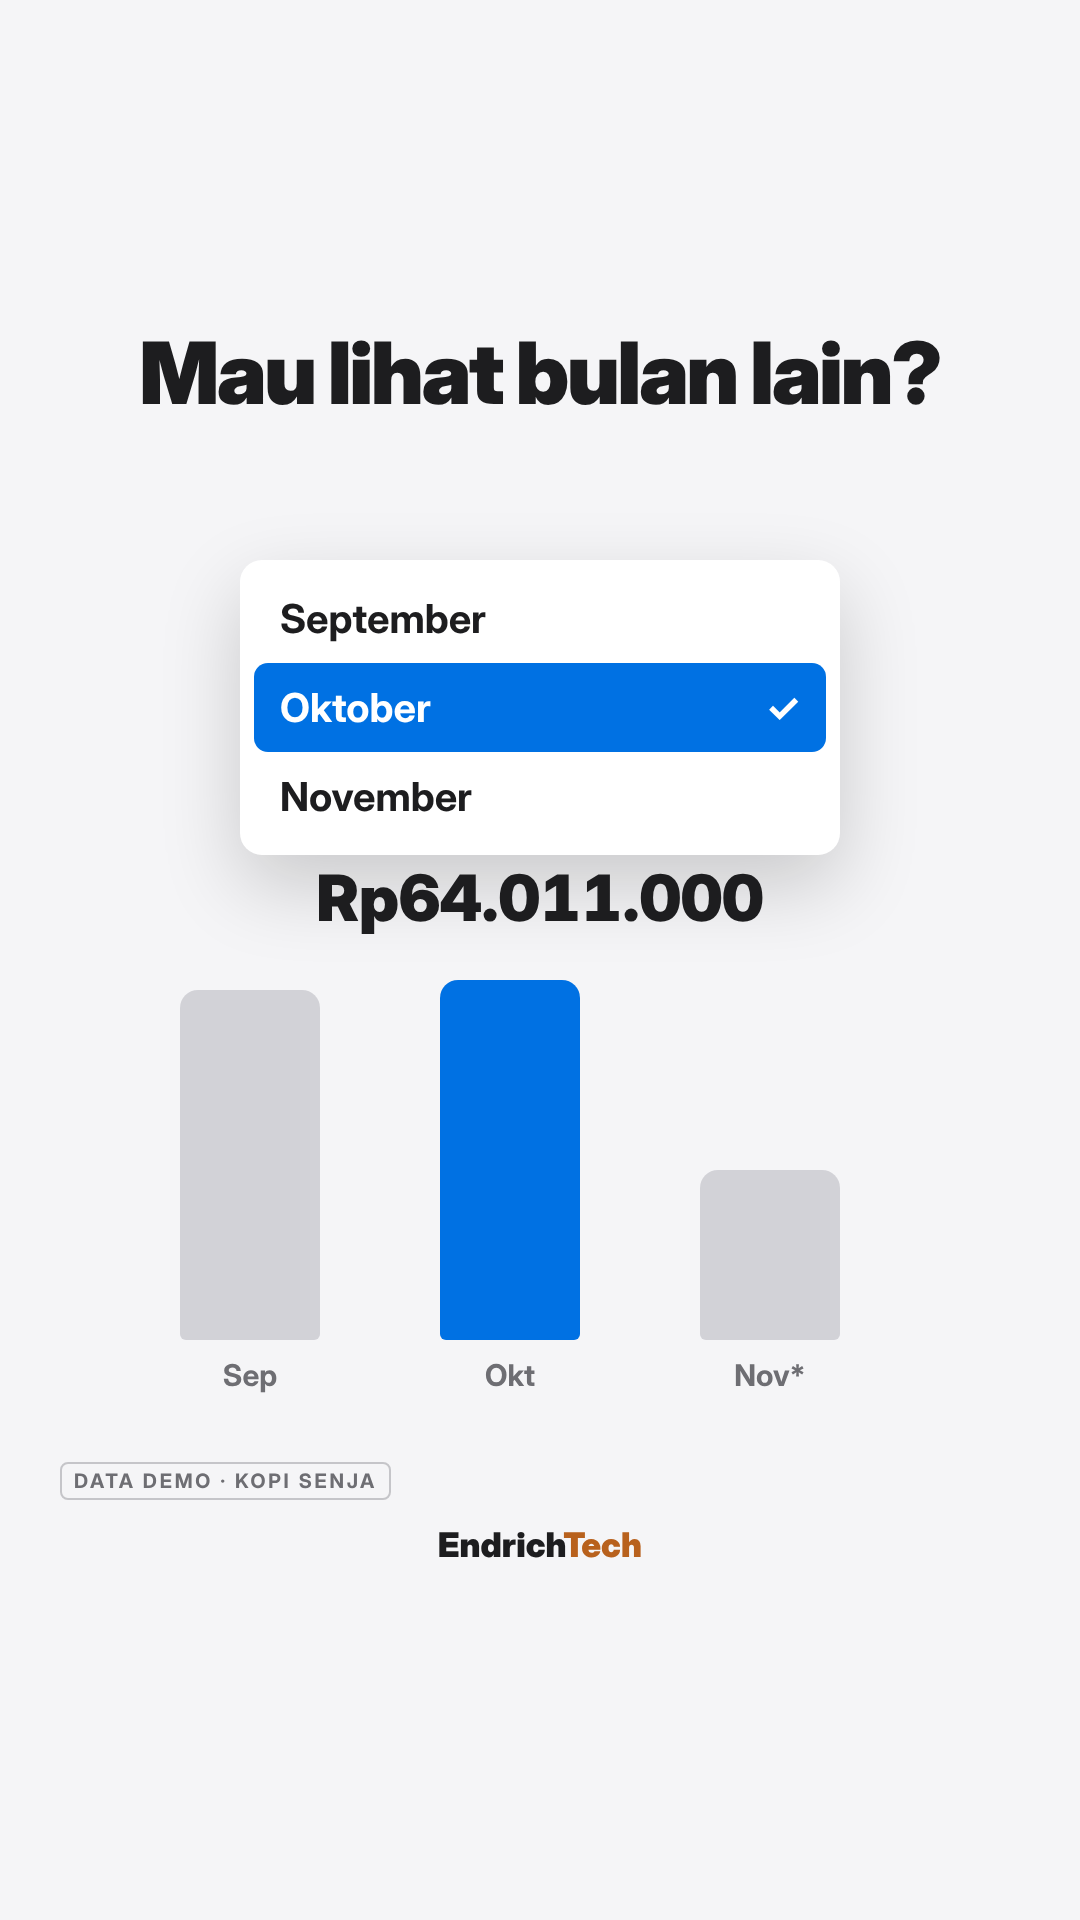 Mau lihat bulan lain?
September
Oktober
November
Rp64.011.000
Sep
Okt
Nov*
DATA DEMO · KOPI SENJA
EndrichTech